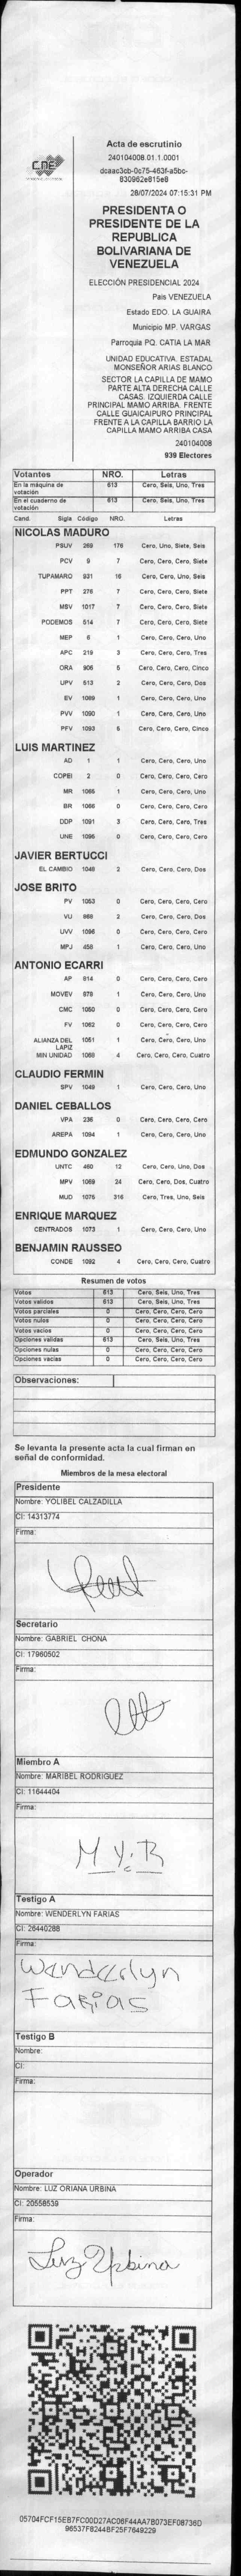 CNE
Acta de escrutinio
240104008.01.1.0001
dcaac3cb-0c75-463f-a5bc-
830962e815e8
28/07/2024 07:15:31 PM
PRESIDENTA O
PRESIDENTE DE LA
REPUBLICA
BOLIVARIANA DE
VENEZUELA
ELECCIÓN PRESIDENCIAL 2024
Pais VENEZUELA
Estado EDO. LA GUAIRA
Municipio MP. VARGAS
Parroquia PQ. CATIA LA MAR
UNIDAD EDUCATIVA. ESTADAL
MONSEÑOR ARIAS BLANCO
SECTOR LA CAPILLA DE MAMO
PARTE ALTA DERECHA CALLE
CASAS. IZQUIERDA CALLE
PRINCIPAL MAMO ARRIBA. FRENTE
CALLE GUAICAIPURO PRINCIPAL
FRENTE A LA CAPILLA BARRIO LA
CAPILLA MAMO ARRIBA CASA
240104008
939 Electores
Votantes NRO. Letras
En la máquina de votación 613 Cero, Seis, Uno, Tres
En el cuaderno de votación 613 Cero, Seis, Uno, Tres
Cand. Sigla Código NRO. Letras
NICOLAS MADURO
PSUV 269 176 Cero, Uno, Siete, Seis
PCV 9 7 Cero, Cero, Cero, Siete
TUPAMARO 931 16 Cero, Cero, Uno, Seis
PPT 276 7 Cero, Cero, Cero, Siete
MSV 1017 7 Cero, Cero, Cero, Siete
PODEMOS 514 7 Cero, Cero, Cero, Siete
MEP 6 1 Cero, Cero, Cero, Uno
APC 219 3 Cero, Cero, Cero, Tres
ORA 906 5 Cero, Cero, Cero, Cinco
UPV 513 2 Cero, Cero, Cero, Dos
EV 1089 1 Cero, Cero, Cero, Uno
PVV 1090 1 Cero, Cero, Cero, Uno
PFV 1093 5 Cero, Cero, Cero, Cinco
LUIS MARTINEZ
AD 1 1 Cero, Cero, Cero, Uno
COPEI 2 0 Cero, Cero, Cero, Cero
MR 1065 1 Cero, Cero, Cero, Uno
BR 1066 0 Cero, Cero, Cero, Cero
DDP 1091 3 Cero, Cero, Cero, Tres
UNE 1095 0 Cero, Cero, Cero, Cero
JAVIER BERTUCCI
EL CAMBIO 1048 2 Cero, Cero, Cero, Dos
JOSE BRITO
PV 1053 0 Cero, Cero, Cero, Cero
VU 868 2 Cero, Cero, Cero, Dos
UVV 1096 0 Cero, Cero, Cero, Cero
MPJ 458 1 Cero, Cero, Cero, Uno
ANTONIO ECARRI
AP 814 0 Cero, Cero, Cero, Cero
MOVEV 979 1 Cero, Cero, Cero, Uno
CMC 1050 0 Cero, Cero, Cero, Cero
FV 1062 0 Cero, Cero, Cero, Cero
ALIANZA DEL LAPIZ 1051 1 Cero, Cero, Cero, Uno
MIN UNIDAD 1069 4 Cero, Cero, Cero, Cuatro
CLAUDIO FERMIN
SPV 1049 1 Cero, Cero, Cero, Uno
DANIEL CEBALLOS
VPA 236 0 Cero, Cero, Cero, Cero
AREPA 1094 1 Cero, Cero, Cero, Uno
EDMUNDO GONZALEZ
UNTC 460 12 Cero, Cero, Uno, Dos
MPV 1069 24 Cero, Cero, Dos, Cuatro
MUD 1075 316 Cero, Tres, Uno, Seis
ENRIQUE MARQUEZ
CENTRADOS 1073 1 Cero, Cero, Cero, Uno
BENJAMIN RAUSSEO
CONDE 1092 4 Cero, Cero, Cero, Cuatro
Resumen de votos
Votos 613 Cero, Seis, Uno, Tres
Votos validos 613 Cero, Seis, Uno, Tres
Votos parciales 0 Cero, Cero, Cero, Cero
Votos nulos 0 Cero, Cero, Cero, Cero
Votos vacios 0 Cero, Cero, Cero, Cero
Opciones validas 613 Cero, Seis, Uno, Tres
Opciones nulas 0 Cero, Cero, Cero, Cero
Opciones vacias 0 Cero, Cero, Cero, Cero
Observaciones:
Se levanta la presente acta la cual firman en
señal de conformidad.
Miembros de la mesa electoral
Presidente
Nombre: YOLIBEL CALZADILLA
CI: 14313774
Firma:
Secretario
Nombre: GABRIEL CHONA
CI: 17960502
Firma:
Miembro A
Nombre: MARIBEL RODRIGUEZ
CI: 11644404
Firma:
M Y. R
Testigo A
Nombre: WENDERLYN FARIAS
CI: 26440288
Firma:
Wenderlyn
Farias
Testigo B
Nombre:
CI:
Firma:
Operador
Nombre: LUZ ORIANA URBINA
CI: 20558539
Firma:
Luz Urbina
05704FCF15EB7FC00D27AC06F44AA7B073EF08736D
96537F8244BF25F7649229